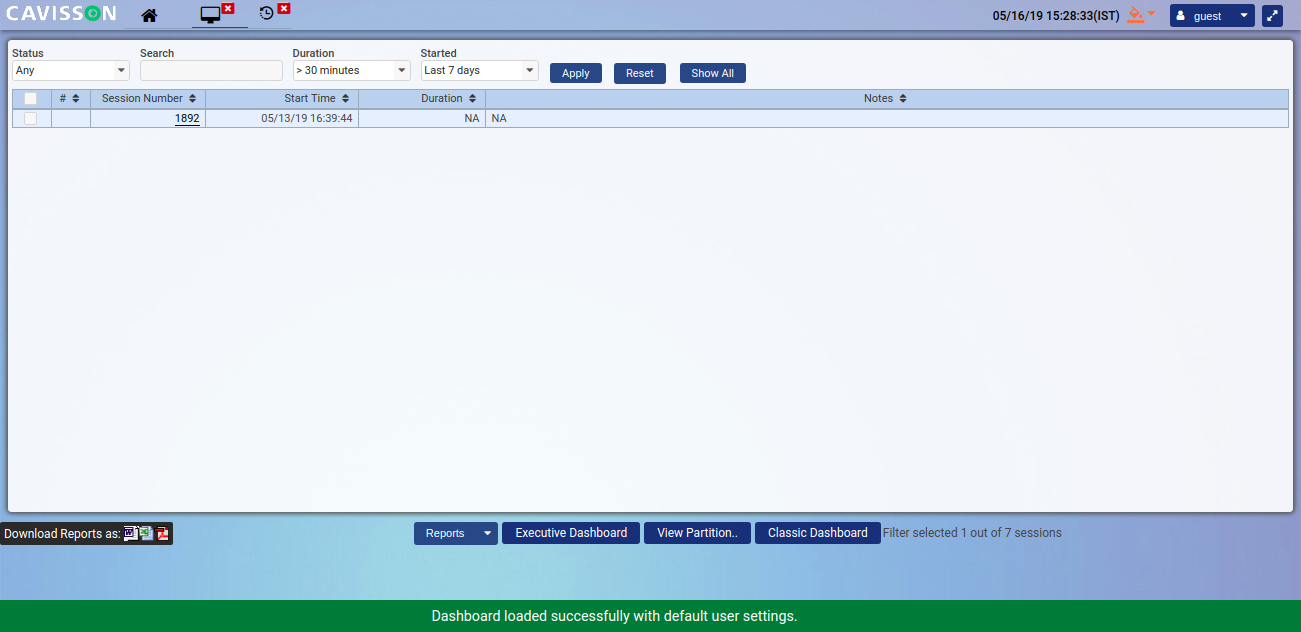 CAVISSON
05/16/19 15:28:33(IST)
guest
Status
Search
Duration
Started
Any
> 30 minutes
Last 7 days
Apply
Reset
Show All
# Session Number Start Time Duration Notes
1892 05/13/19 16:39:44 NA NA
Download Reports as:
Reports
Executive Dashboard
View Partition..
Classic Dashboard
Filter selected 1 out of 7 sessions
Dashboard loaded successfully with default user settings.